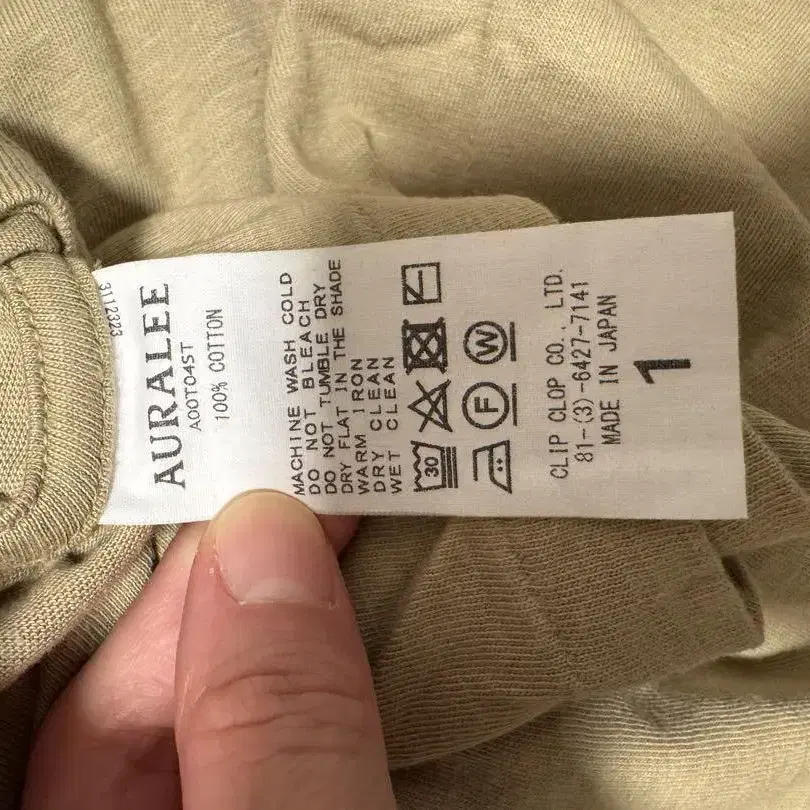 31112323
AURALEE
A00T04ST
100% COTTON
MACHINE WASH COLD
DO NOT BLEACH
DO NOT TUMBLE DRY
DRY FLAT IN THE SHADE
WARM IRON
DRY CLEAN
WET CLEAN
30
F
W
CLIP CLOP CO., LTD.
81-(3)-6427-7141
MADE IN JAPAN
1